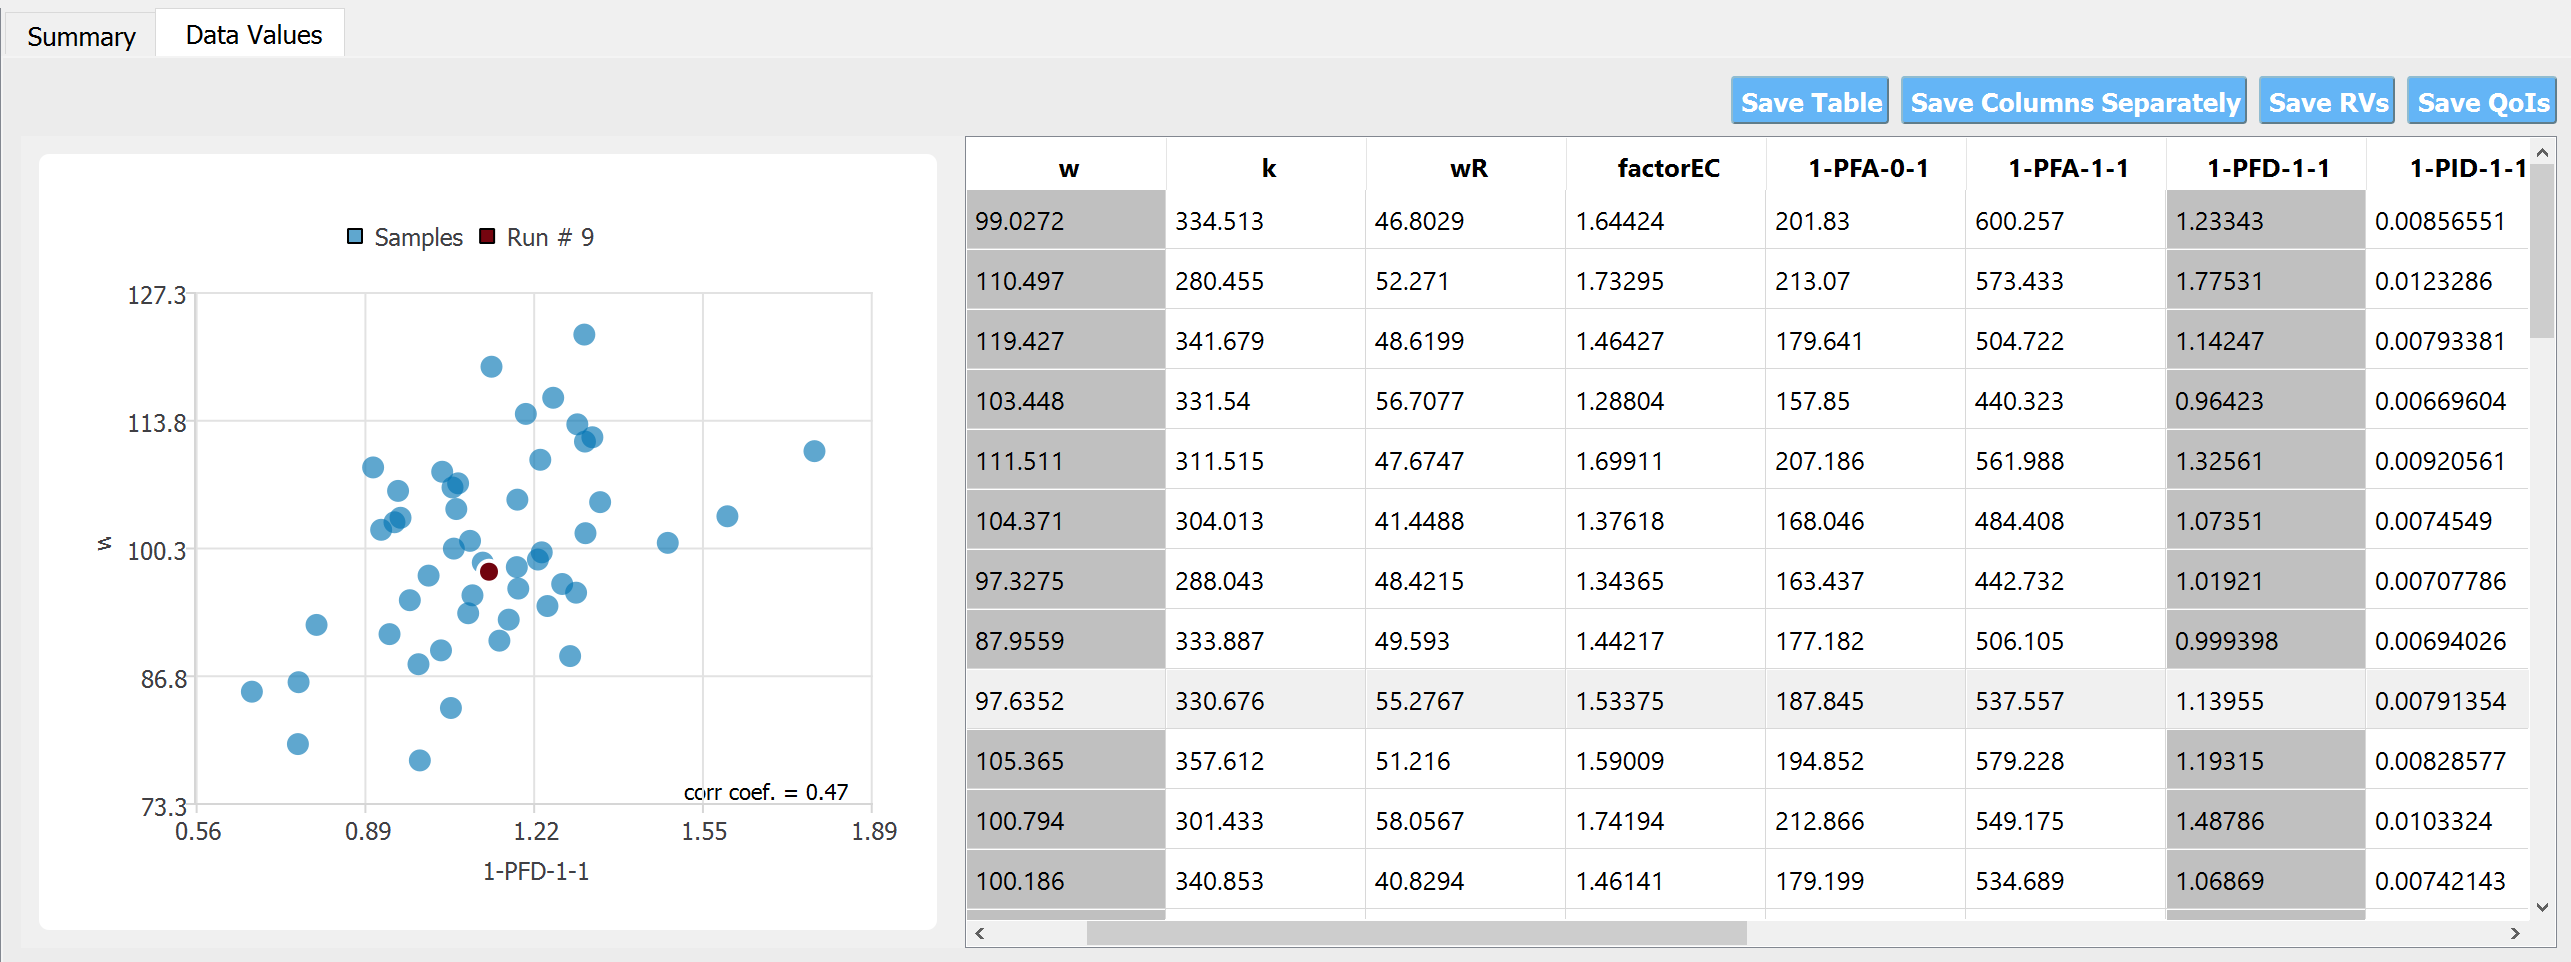 Summary Data Values
Save Table Save Columns Separately Save RVs Save QoIs
Samples Run # 9
127.3
113.8
w
100.3
86.8
corr coef. = 0.47
73.3
0.56 0.89 1.22 1.55 1.89
1-PFD-1-1
w k wR factorEC 1-PFA-0-1 1-PFA-1-1 1-PFD-1-1 1-PID-1-1
99.0272 334.513 46.8029 1.64424 201.83 600.257 1.23343 0.00856551
110.497 280.455 52.271 1.73295 213.07 573.433 1.77531 0.0123286
119.427 341.679 48.6199 1.46427 179.641 504.722 1.14247 0.00793381
103.448 331.54 56.7077 1.28804 157.85 440.323 0.96423 0.00669604
111.511 311.515 47.6747 1.69911 207.186 561.988 1.32561 0.00920561
104.371 304.013 41.4488 1.37618 168.046 484.408 1.07351 0.0074549
97.3275 288.043 48.4215 1.34365 163.437 442.732 1.01921 0.00707786
87.9559 333.887 49.593 1.44217 177.182 506.105 0.999398 0.00694026
97.6352 330.676 55.2767 1.53375 187.845 537.557 1.13955 0.00791354
105.365 357.612 51.216 1.59009 194.852 579.228 1.19315 0.00828577
100.794 301.433 58.0567 1.74194 212.866 549.175 1.48786 0.0103324
100.186 340.853 40.8294 1.46141 179.199 534.689 1.06869 0.00742143